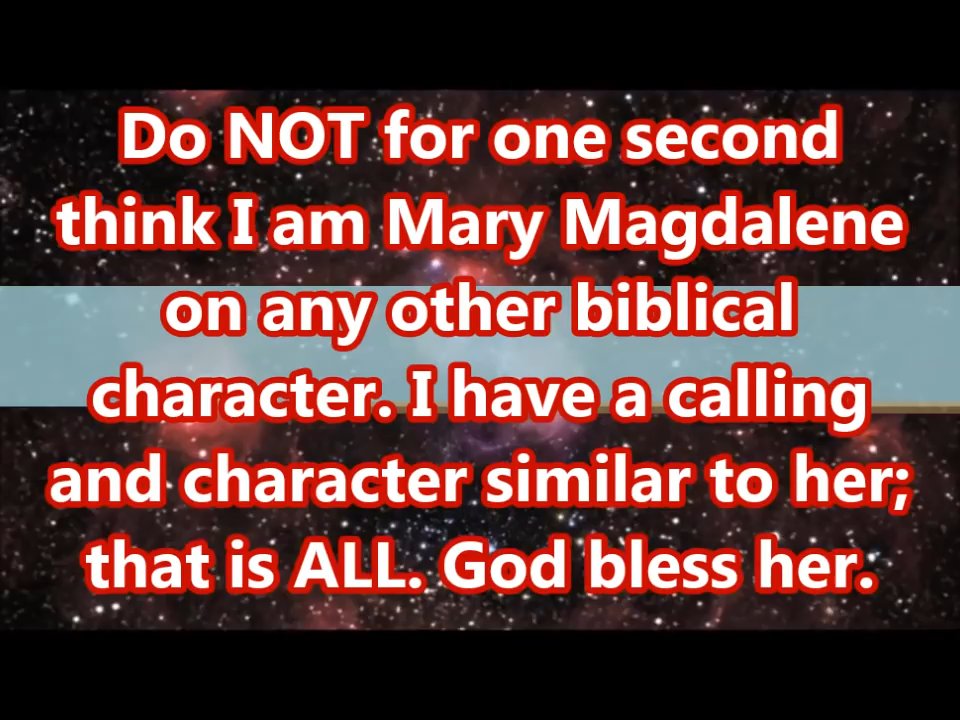 Do NOT for one second
think I am Mary Magdalene
on any other biblical
character. I have a calling
and character similar to her;
that is ALL. God bless her.